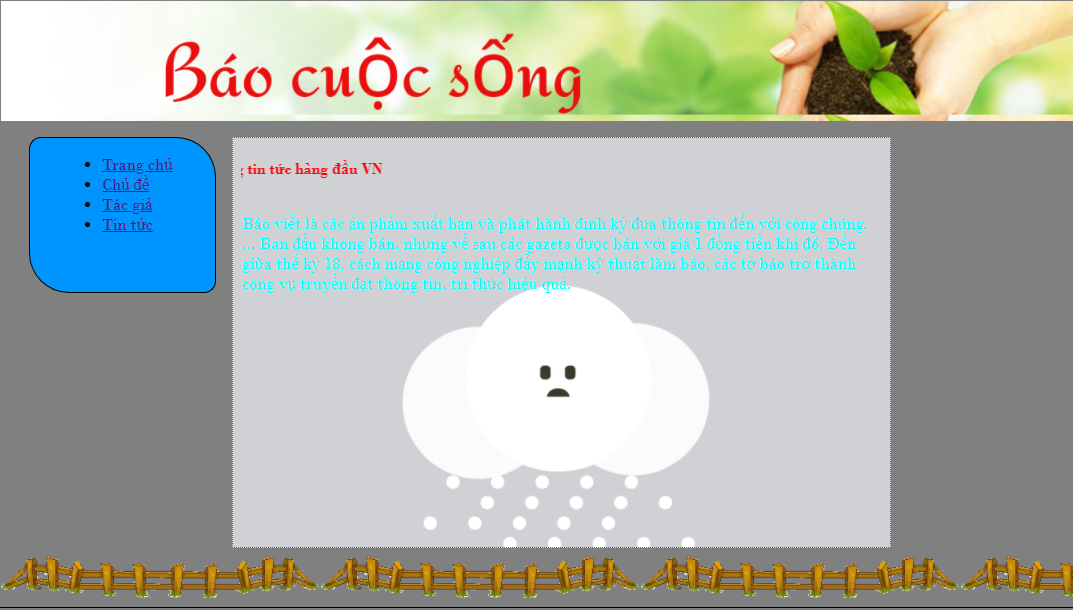 Báo cuộc sống
Trang chủ
Chủ đề
Tác giả
Tin tức
tin tức hàng đầu VN
Báo viết là các ấn phẩm xuất bản và phát hành định kỳ đưa thông tin đến với công chúng.
... Ban đầu không bán, nhưng về sau các gazeta được bán với giá 1 đồng tiền khi đó. Đến
giữa thế kỷ 18, cách mạng công nghiệp đẩy mạnh kỹ thuật làm báo, các tờ báo trở thành
công vụ truyền đạt thông tin, tri thức hiệu quả.